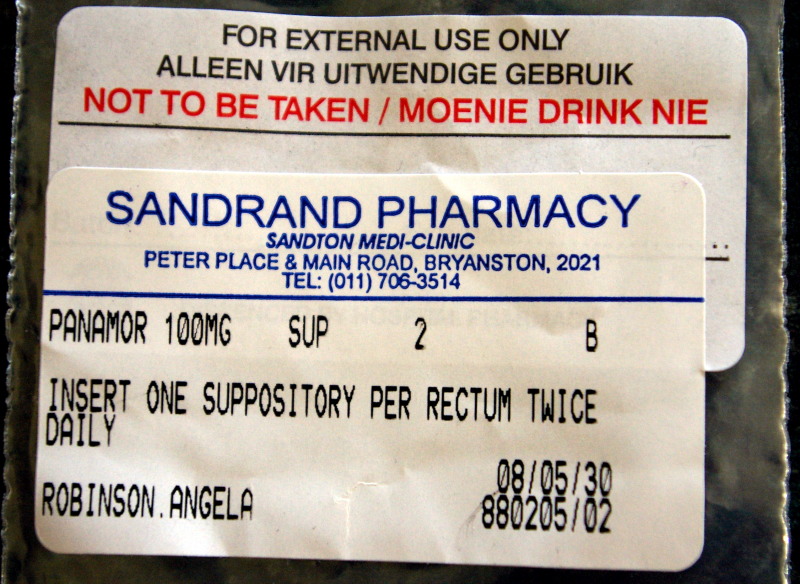 FOR EXTERNAL USE ONLY
ALLEEN VIR UITWENDIGE GEBRUIK
NOT TO BE TAKEN / MOENIE DRINK NIE
SANDRAND PHARMACY
SANDTON MEDI-CLINIC
PETER PLACE & MAIN ROAD, BRYANSTON, 2021
TEL: (011) 706-3514
PANAMOR 100MG SUP 2 B
INSERT ONE SUPPOSITORY PER RECTUM TWICE
DAILY
08/05/30
ROBINSON.ANGELA 880205/02